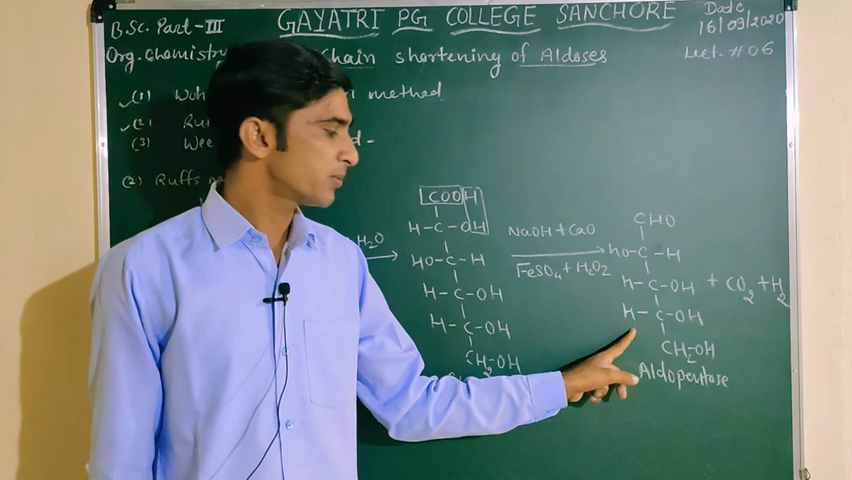 GAYATRI PG COLLEGE SANCHORE
B.SC. Part-III
Date
16/09/2020
Org. chemistry
Chain shortening of Aldoses
Lect.-# 06
(1) method
(2)
(3)
(2) Ruffs
COOH
H-C-OH
HO-C-H
H-C-OH
H-C-OH
CH2-OH
H2O
NaOH+CaO
FeSO4+H2O2
CHO
HO-C-H
H-C-OH + CO2+H2
H-C-OH
CH2-OH
Aldopentose